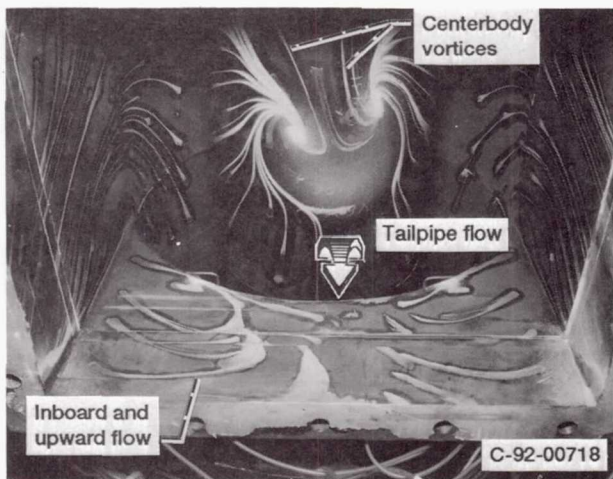 Centerbody
vortices
Tailpipe flow
Inboard and
upward flow
C-92-00718